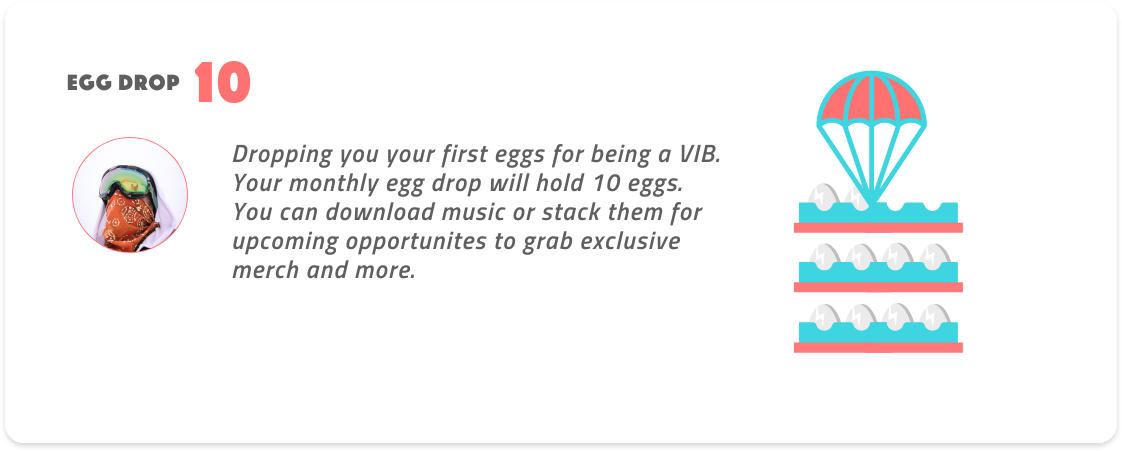 EGG DROP 10
Dropping you your first eggs for being a VIB.
Your monthly egg drop will hold 10 eggs.
You can download music or stack them for
upcoming opportunites to grab exclusive
merch and more.